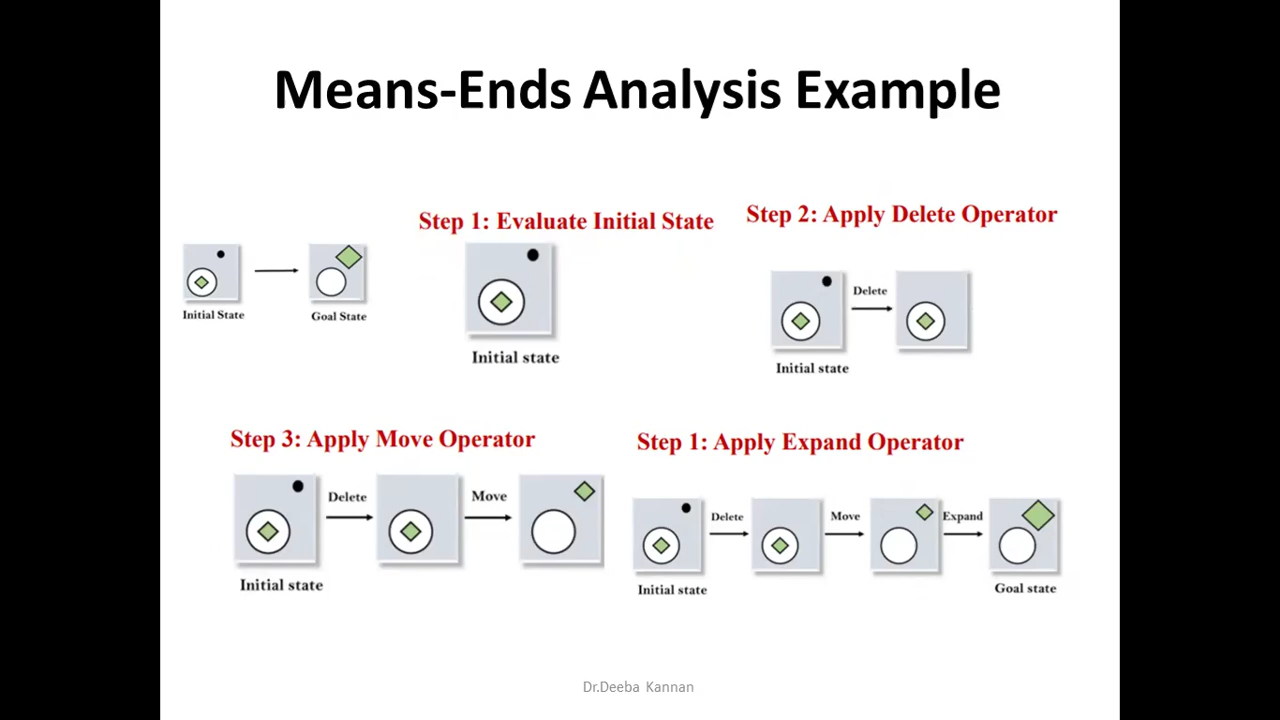 Means-Ends Analysis Example
Initial State
Goal State
Step 1: Evaluate Initial State
Initial state
Step 2: Apply Delete Operator
Delete
Initial state
Step 3: Apply Move Operator
Delete
Move
Initial state
Step 1: Apply Expand Operator
Delete
Move
Expand
Initial state
Goal state
Dr.Deeba Kannan